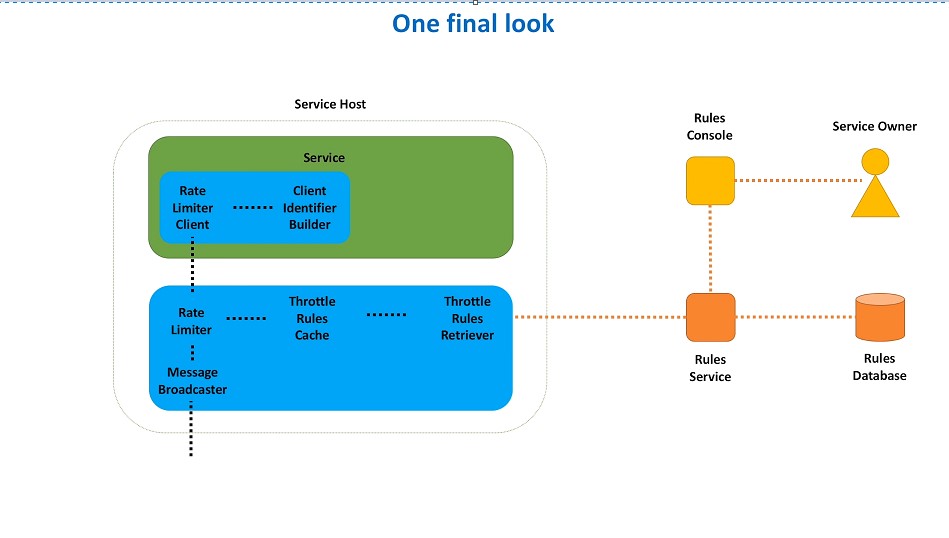 One final look
Service Host
Service
Rate
Limiter
Client
Client
Identifier
Builder
Rate
Limiter
Throttle
Rules
Cache
Throttle
Rules
Retriever
Message
Broadcaster
Rules
Console
Service Owner
Rules
Service
Rules
Database